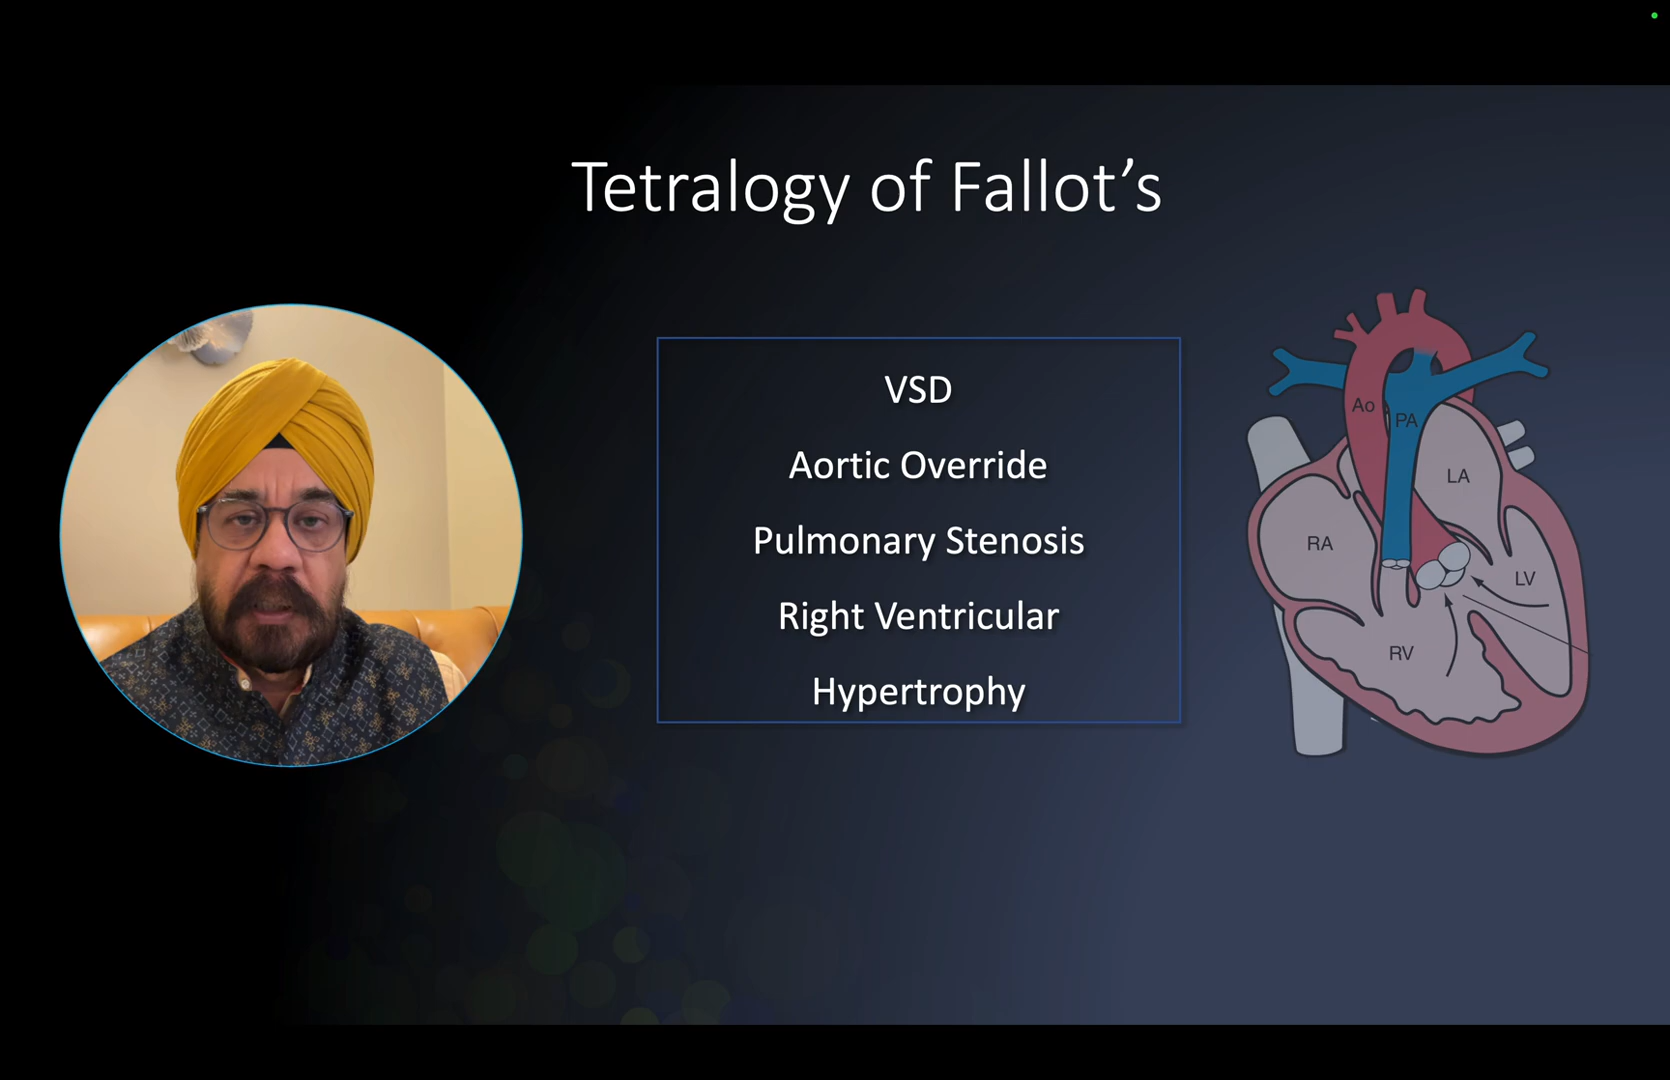 Tetralogy of Fallot’s
VSD
Aortic Override
Pulmonary Stenosis
Right Ventricular
Hypertrophy
Ao
PA
LA
RA
LV
RV